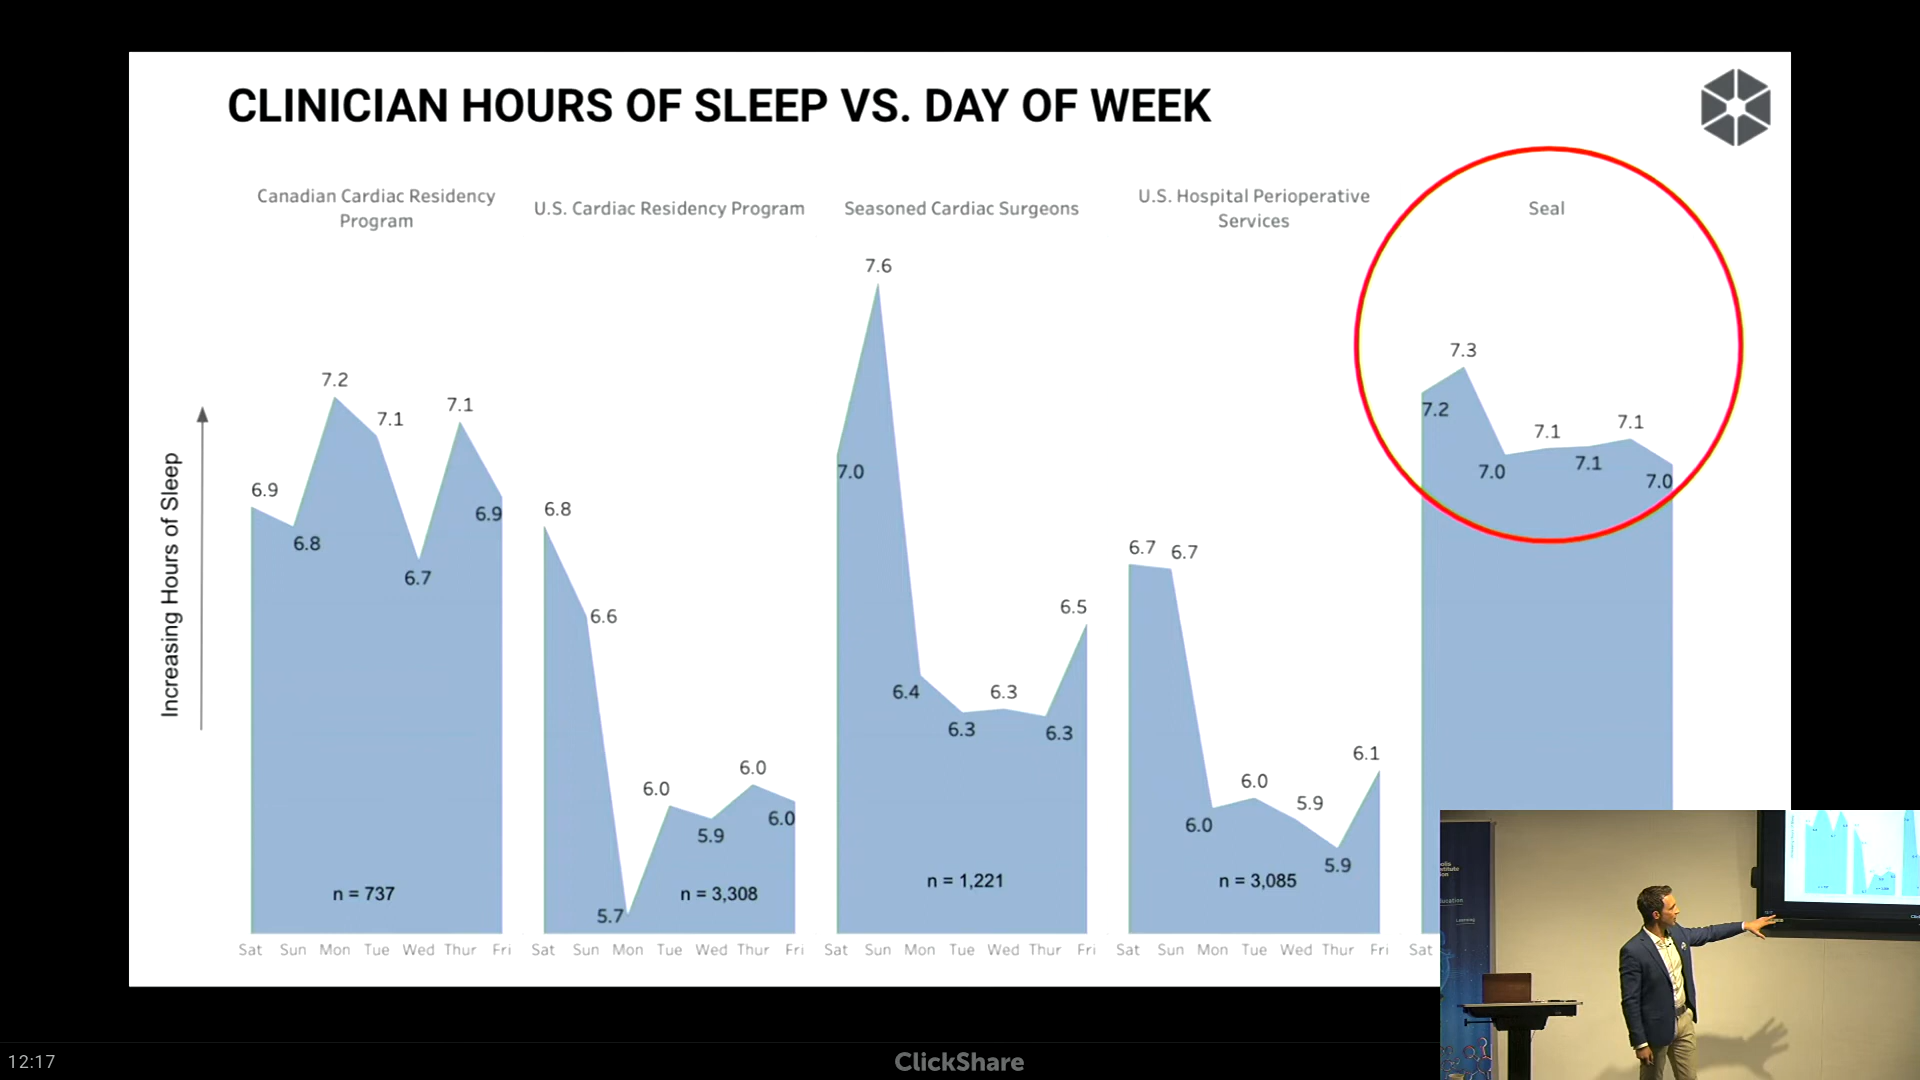 CLINICIAN HOURS OF SLEEP VS. DAY OF WEEK
Canadian Cardiac Residency
Program
U.S. Cardiac Residency Program
Seasoned Cardiac Surgeons
U.S. Hospital Perioperative
Services
Seal
Increasing Hours of Sleep
6.9
6.8
7.2
7.1
6.7
7.1
6.9
n = 737
Sat Sun Mon Tue Wed Thur Fri
6.8
6.6
5.7
6.0
5.9
6.0
6.0
n = 3,308
Sat Sun Mon Tue Wed Thur Fri
7.0
7.6
6.4
6.3
6.3
6.3
6.5
n = 1,221
Sat Sun Mon Tue Wed Thur Fri
6.7
6.7
6.0
6.0
5.9
5.9
6.1
n = 3,085
Sat Sun Mon Tue Wed Thur Fri
7.2
7.3
7.0
7.1
7.1
7.1
7.0
Sat
12:17
ClickShare